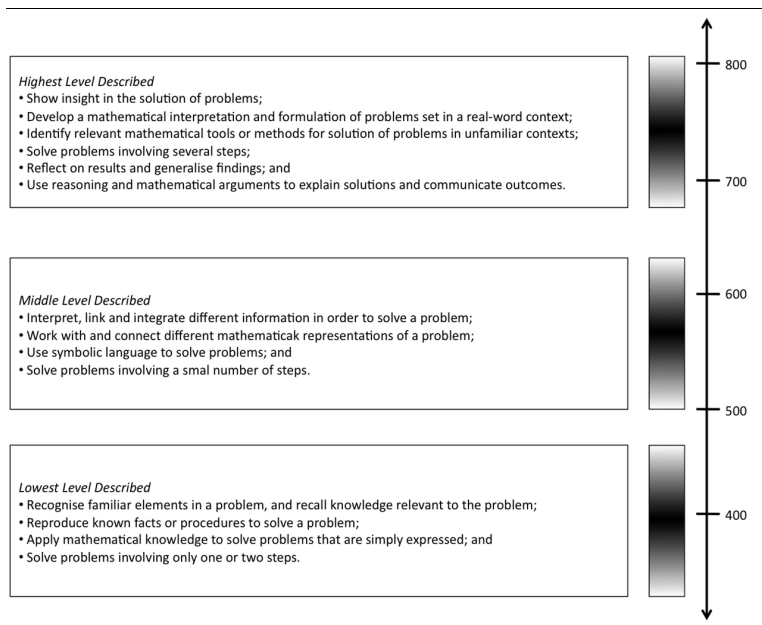 Highest Level Described
• Show insight in the solution of problems;
• Develop a mathematical interpretation and formulation of problems set in a real-word context;
• Identify relevant mathematical tools or methods for solution of problems in unfamiliar contexts;
• Solve problems involving several steps;
• Reflect on results and generalise findings; and
• Use reasoning and mathematical arguments to explain solutions and communicate outcomes.
800
700
Middle Level Described
• Interpret, link and integrate different information in order to solve a problem;
• Work with and connect different mathematicak representations of a problem;
• Use symbolic language to solve problems; and
• Solve problems involving a smal number of steps.
600
500
Lowest Level Described
• Recognise familiar elements in a problem, and recall knowledge relevant to the problem;
• Reproduce known facts or procedures to solve a problem;
• Apply mathematical knowledge to solve problems that are simply expressed; and
• Solve problems involving only one or two steps.
400